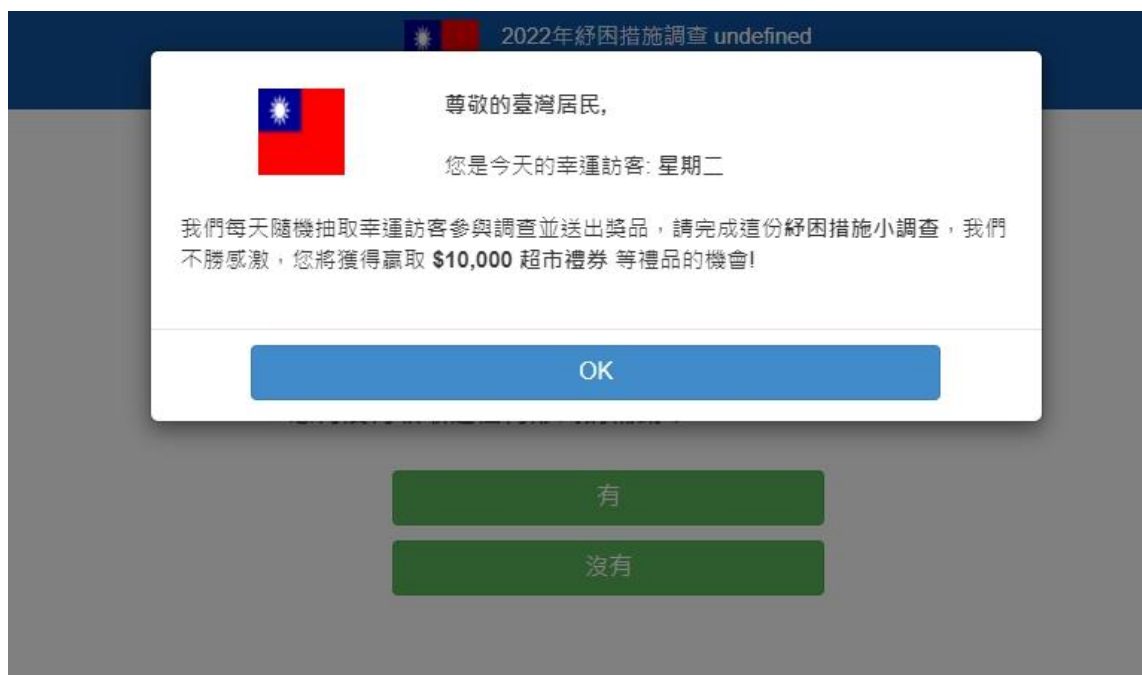 2022年紓困措施調查 undefined
尊敬的臺灣居民,
您是今天的幸運訪客: 星期二
我們每天隨機抽取幸運訪客參與調查並送出獎品，請完成這份紓困措施小調查，我們
不勝感激，您將獲得贏取 $10,000 超市禮券 等禮品的機會!
OK
有
沒有